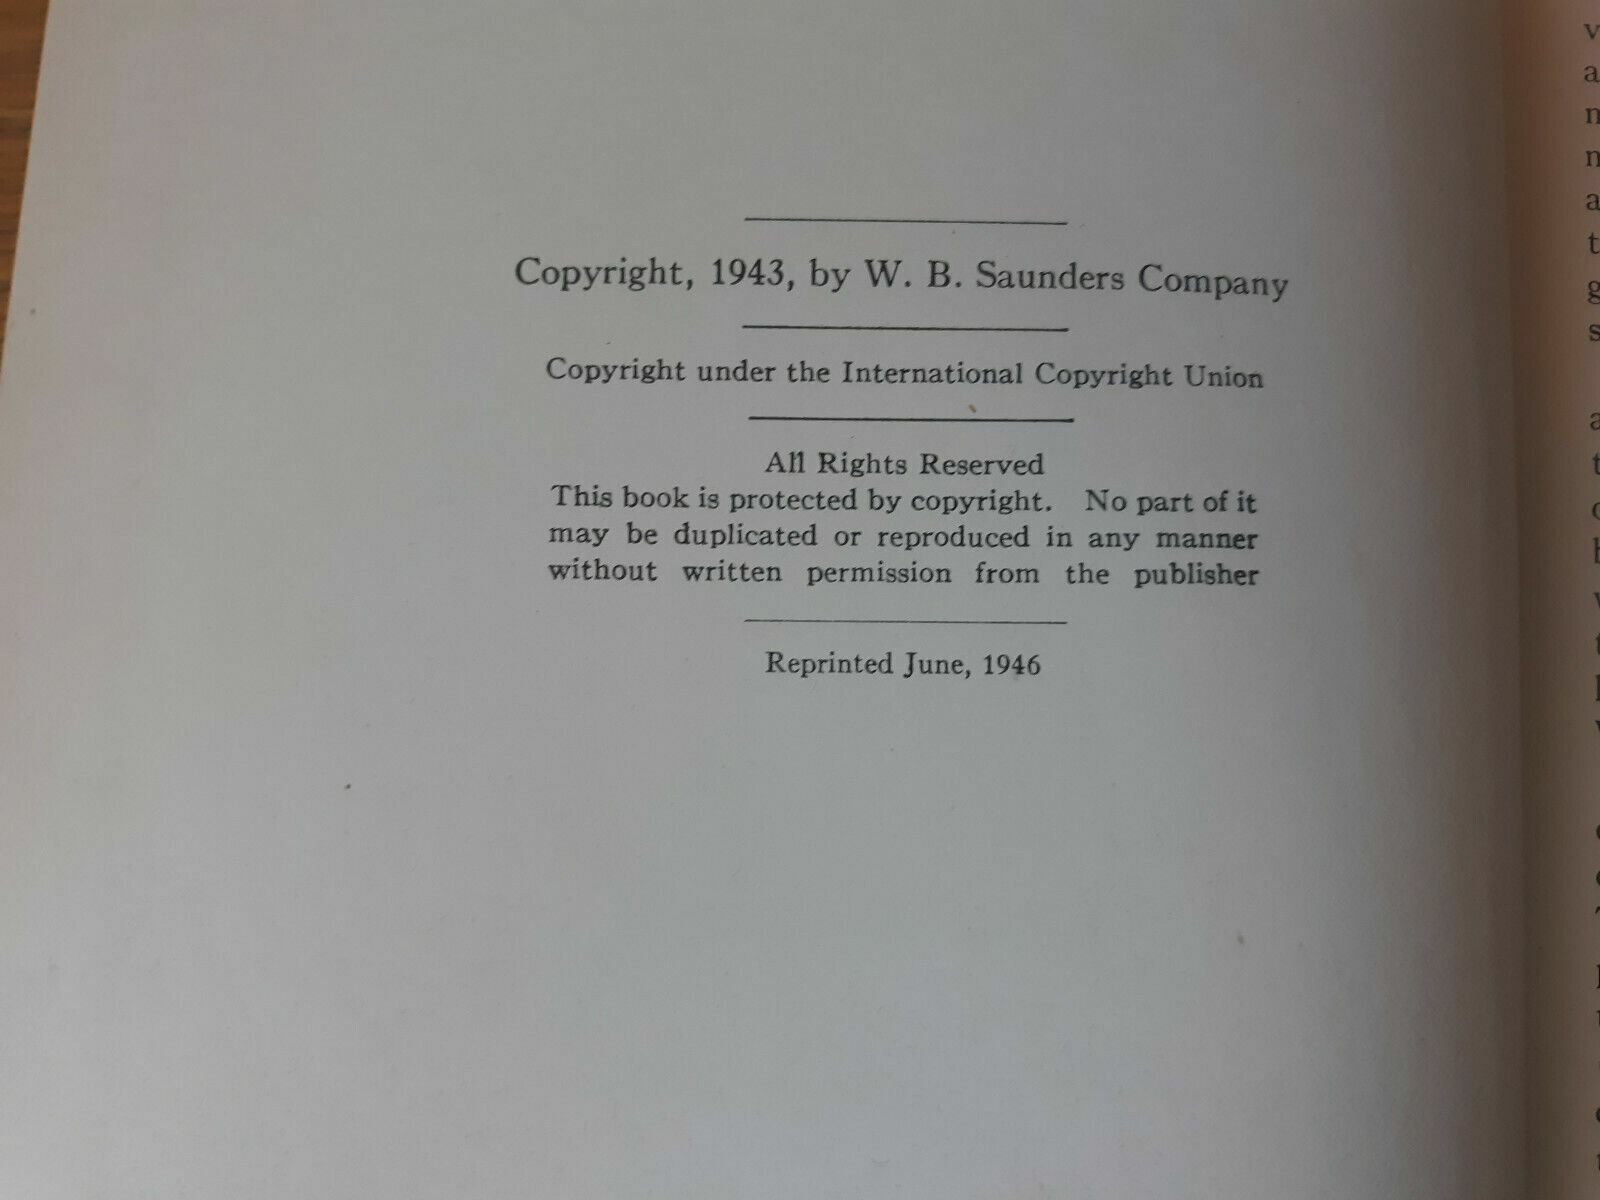 Copyright, 1943, by W. B. Saunders Company
Copyright under the International Copyright Union
All Rights Reserved
This book is protected by copyright. No part of it
may be duplicated or reproduced in any manner
without written permission from the publisher
Reprinted June, 1946